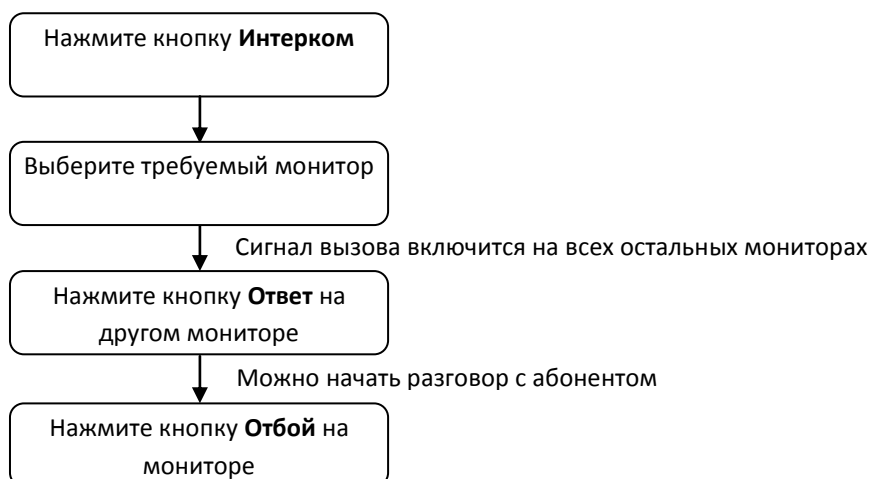 Нажмите кнопку Интерком
Выберите требуемый монитор
Сигнал вызова включится на всех остальных мониторах
Нажмите кнопку Ответ на
другом мониторе
Можно начать разговор с абонентом
Нажмите кнопку Отбой на
мониторе